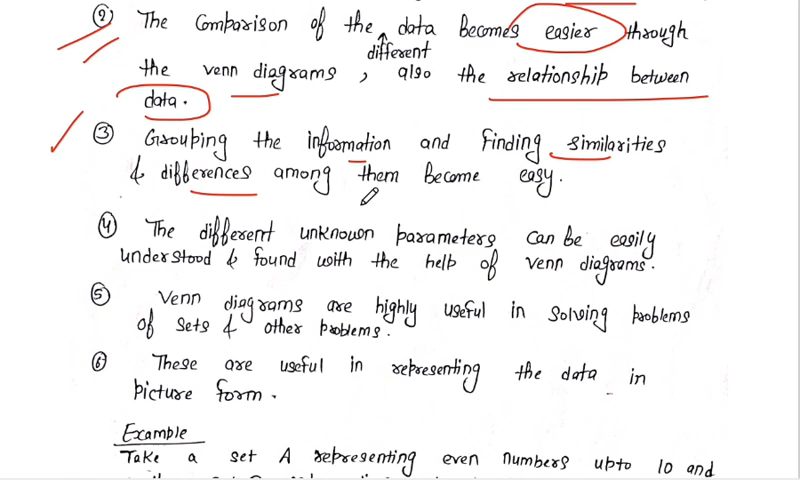 ② The Comparison of the different data becomes easier through
the venn diagrams, also the relationship between
data.
③ Grouping the information and finding similarities
& differences among them become easy.
④ The different unknown parameters can be easily
understood & found with the help of venn diagrams.
⑤ Venn diagrams are highly useful in solving problems
of sets & other problems.
⑥ These are useful in representing the data in
picture form.
Example
Take a set A representing even numbers upto 10 and